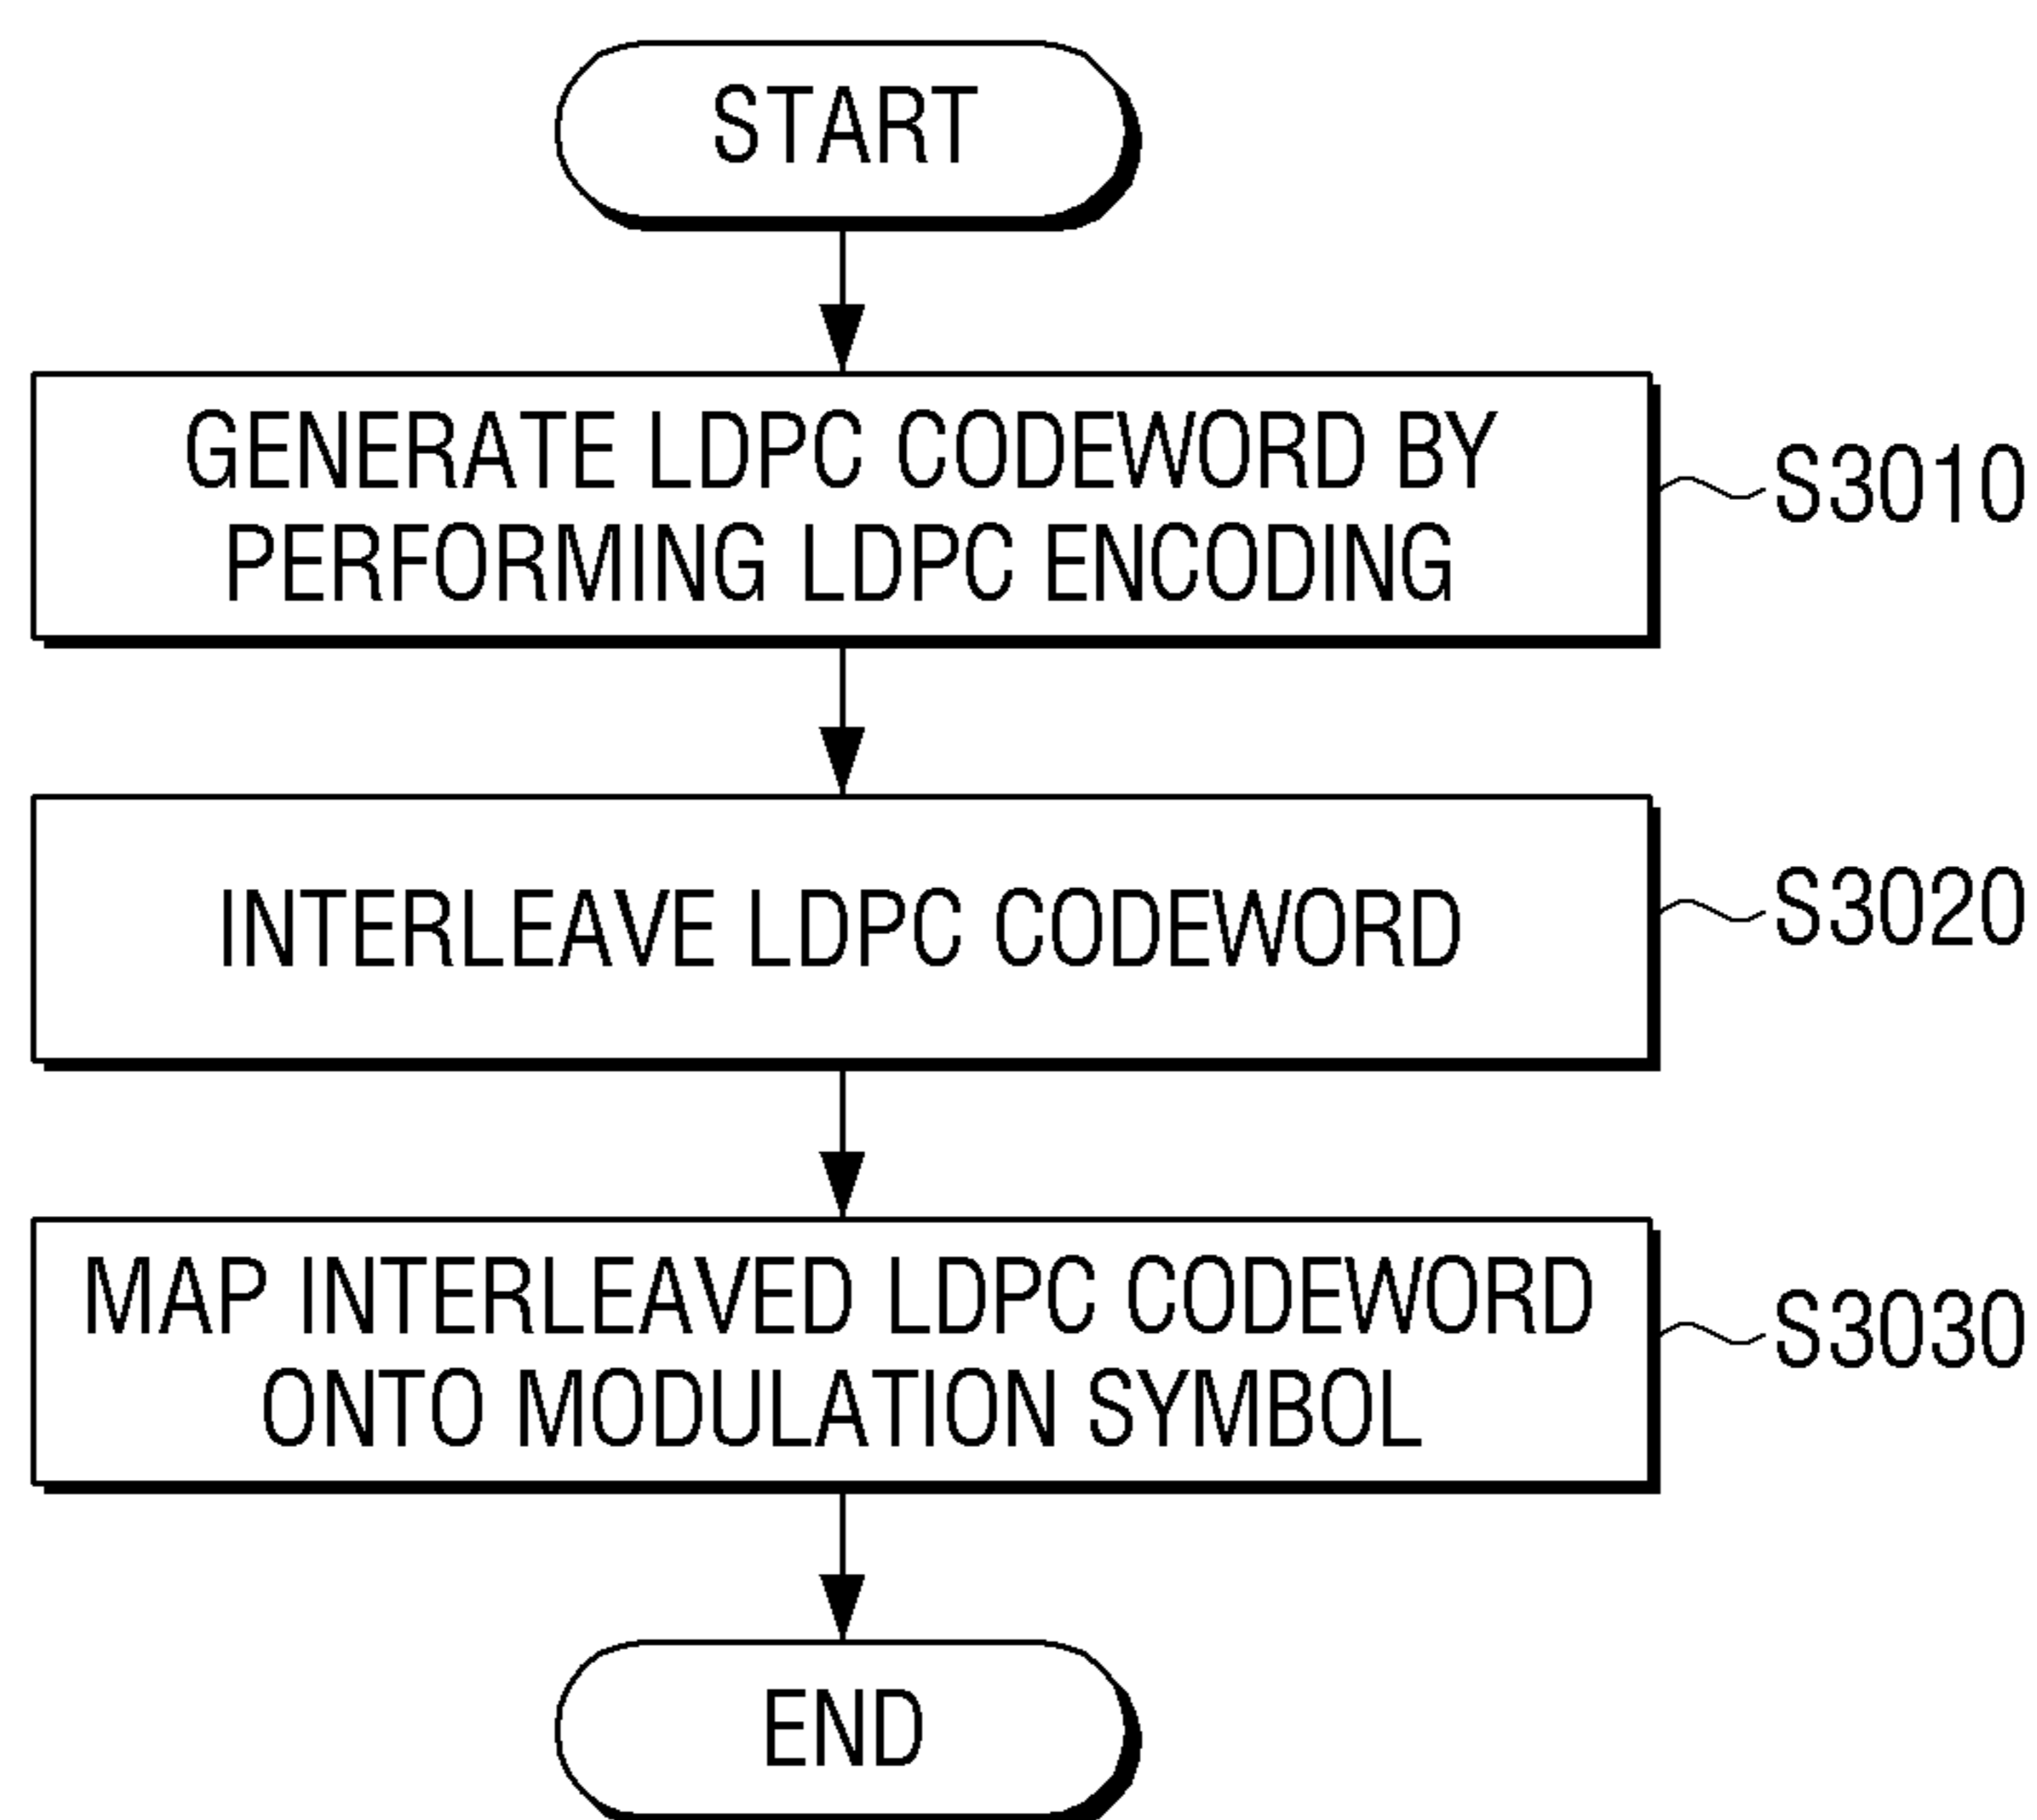 START
GENERATE LDPC CODEWORD BY
PERFORMING LDPC ENCODING
S3010
INTERLEAVE LDPC CODEWORD
S3020
MAP INTERLEAVED LDPC CODEWORD
ONTO MODULATION SYMBOL
S3030
END